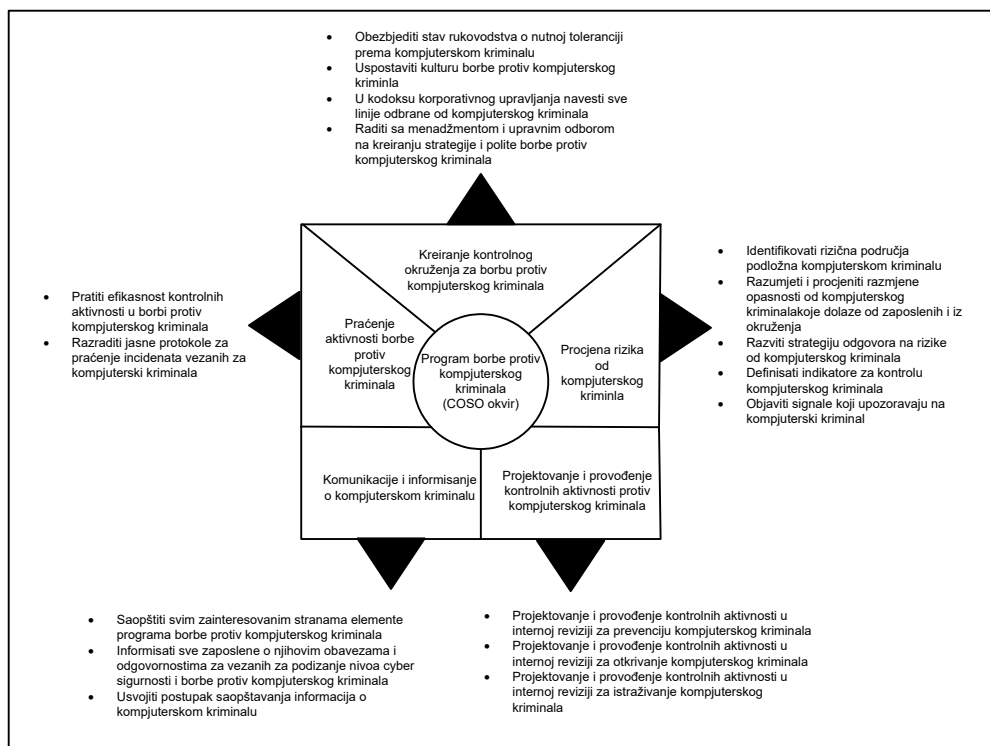 • Obezbjediti stav rukovodstva o nutnoj toleranciji
prema kompjuterskom kriminalu
• Uspostaviti kulturu borbe protiv kompjuterskog
kriminla
• U kodoksu korporativnog upravljanja navesti sve
linije odbrane od kompjuterskog kriminala
• Raditi sa menadžmentom i upravnim odborom
na kreiranju strategije i polite borbe protiv
kompjuterskog kriminala
Kreiranje kontrolnog
okruženja za borbu protiv
kompjuterskog kriminala
• Identifikovati rizična područja
podložna kompjuterskom kriminalu
• Razumjeti i procjeniti razmjene
opasnosti od kompjuterskog
kriminalakoje dolaze od zaposlenih i iz
okruženja
• Razviti strategiju odgovora na rizike
od kompjuterskog kriminala
• Definisati indikatore za kontrolu
kompjuterskog kriminala
• Objaviti signale koji upozoravaju na
kompjuterski kriminal
• Pratiti efikasnost kontrolnih
aktivnosti u borbi protiv
kompjuterskog kriminala
• Razraditi jasne protokole za
praćenje incidenata vezanih za
kompjuterski kriminala
Praćenje
aktivnosti borbe
protiv
kompjuterskog
kriminala
Program borbe protiv
kompjuterskog
kriminala
(COSO okvir)
Procjena rizika
od
kompjuterskog
kriminla
Komunikacije i informisanje
o kompjuterskom kriminalu
Projektovanje i provođenje
kontrolnih aktivnosti protiv
kompjuterskog kriminala
• Saopštiti svim zainteresovanim stranama elemente
programa borbe protiv kompjuterskog kriminala
• Informisati sve zaposlene o njihovim obavezama i
odgovornostima za vezanim za podizanje nivoa cyber
sigurnosti i borbe protiv kompjuterskog kriminala
• Usvojiti postupak saopštavanja informacija o
kompjuterskom kriminalu
• Projektovanje i provođenje kontrolnih aktivnosti u
internoj reviziji za prevenciju kompjuterskog kriminala
• Projektovanje i provođenje kontrolnih aktivnosti u
internoj reviziji za otkrivanje kompjuterskog kriminala
• Projektovanje i provođenje kontrolnih aktivnosti u
internoj reviziji za istraživanje kompjuterskog
kriminala